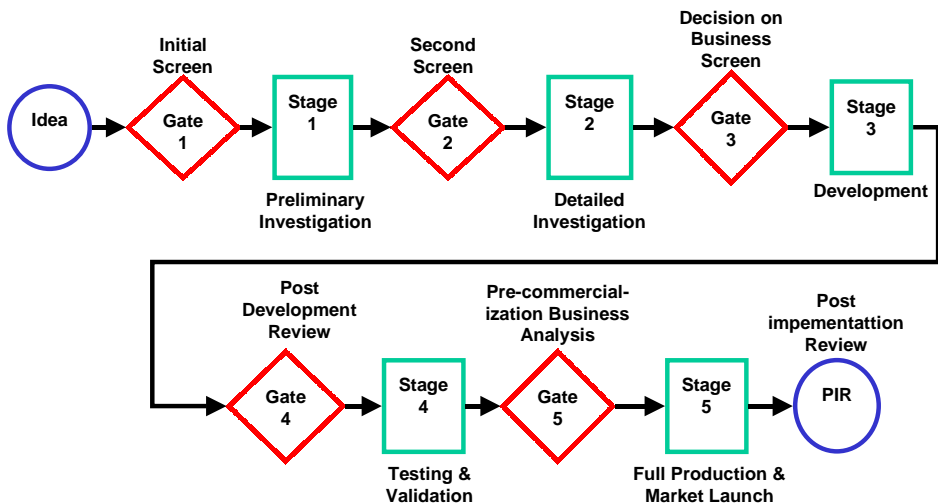 Initial
Screen
Second
Screen
Decision on
Business
Screen
Idea
Gate
1
Stage
1
Gate
2
Stage
2
Gate
3
Stage
3
Preliminary
Investigation
Detailed
Investigation
Development
Post
Development
Review
Pre-commercial-
ization Business
Analysis
Post
impementattion
Review
Gate
4
Stage
4
Gate
5
Stage
5
PIR
Testing &
Validation
Full Production &
Market Launch